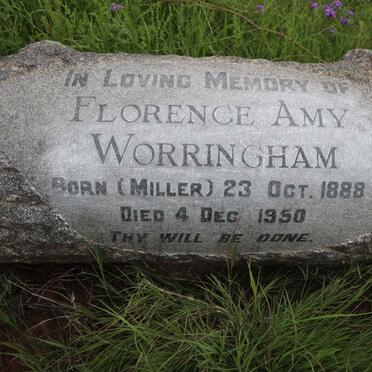 In Loving Memory of
Florence Amy
Worringham
Born (Miller) 23 Oct. 1888
Died 4 Dec 1950
Thy will be done.